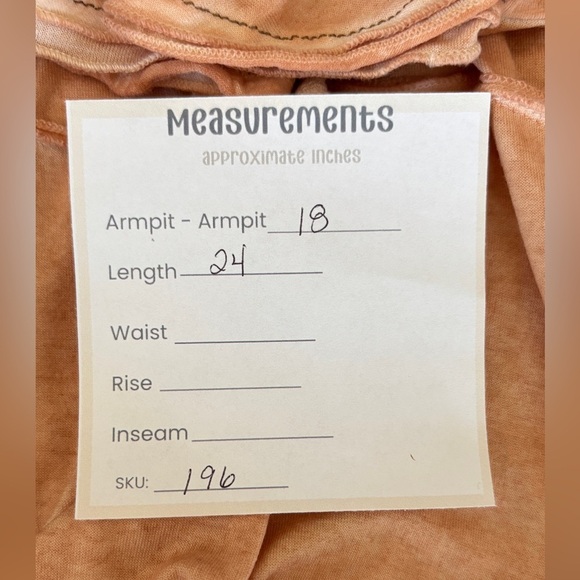 Measurements
approximate inches
Armpit - Armpit 18
Length 24
Waist
Rise
Inseam
SKU: 196